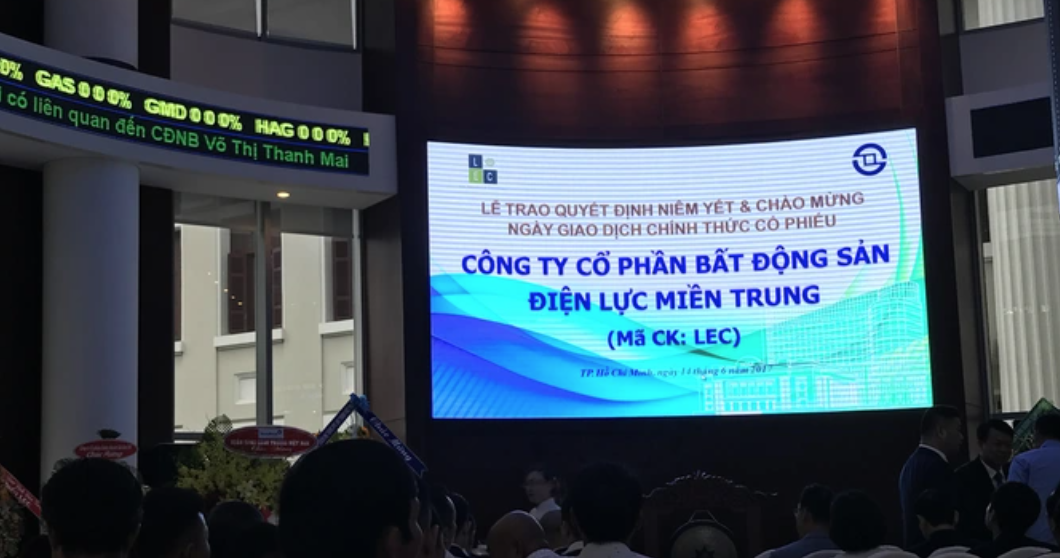 0% GAS 0 0 0% GMD 0 0 0% HAG 0 0 0%
có liên quan đến CĐNB Võ Thị Thanh Mai
LEC
LỄ TRAO QUYẾT ĐỊNH NIÊM YẾT & CHÀO MỪNG
NGÀY GIAO DỊCH CHÍNH THỨC CỔ PHIẾU
CÔNG TY CỔ PHẦN BẤT ĐỘNG SẢN
ĐIỆN LỰC MIỀN TRUNG
(Mã CK: LEC)
TP. Hồ Chí Minh, ngày 14 tháng 6 năm 2017
Chúc Mừng